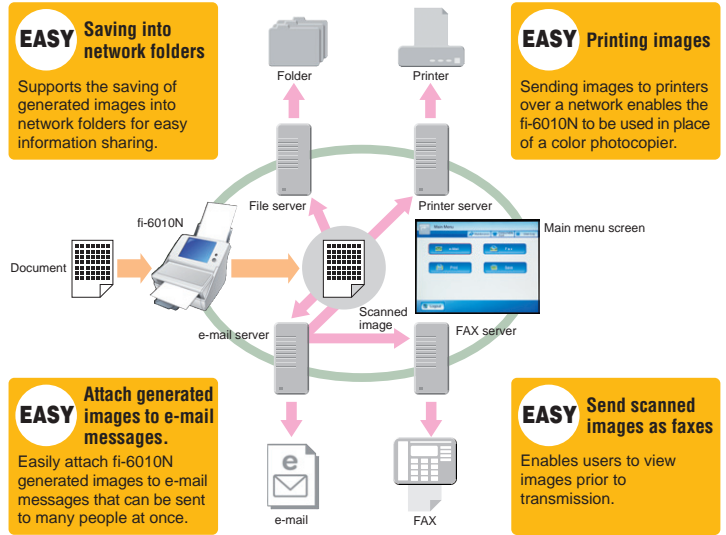 EASY
Saving into
network folders
Supports the saving of
generated images into
network folders for easy
information sharing.
Folder
Printer
EASY
Printing images
Sending images to printers
over a network enables the
fi-6010N to be used in place
of a color photocopier.
File server
Printer server
fi-6010N
Main Menu
Main menu screen
Document
Scanned
image
e-mail server
FAX server
EASY
Attach generated
images to e-mail
messages.
Easily attach fi-6010N
generated images to e-mail
messages that can be sent
to many people at once.
e
e-mail
FAX
EASY
Send scanned
images as faxes
Enables users to view
images prior to
transmission.